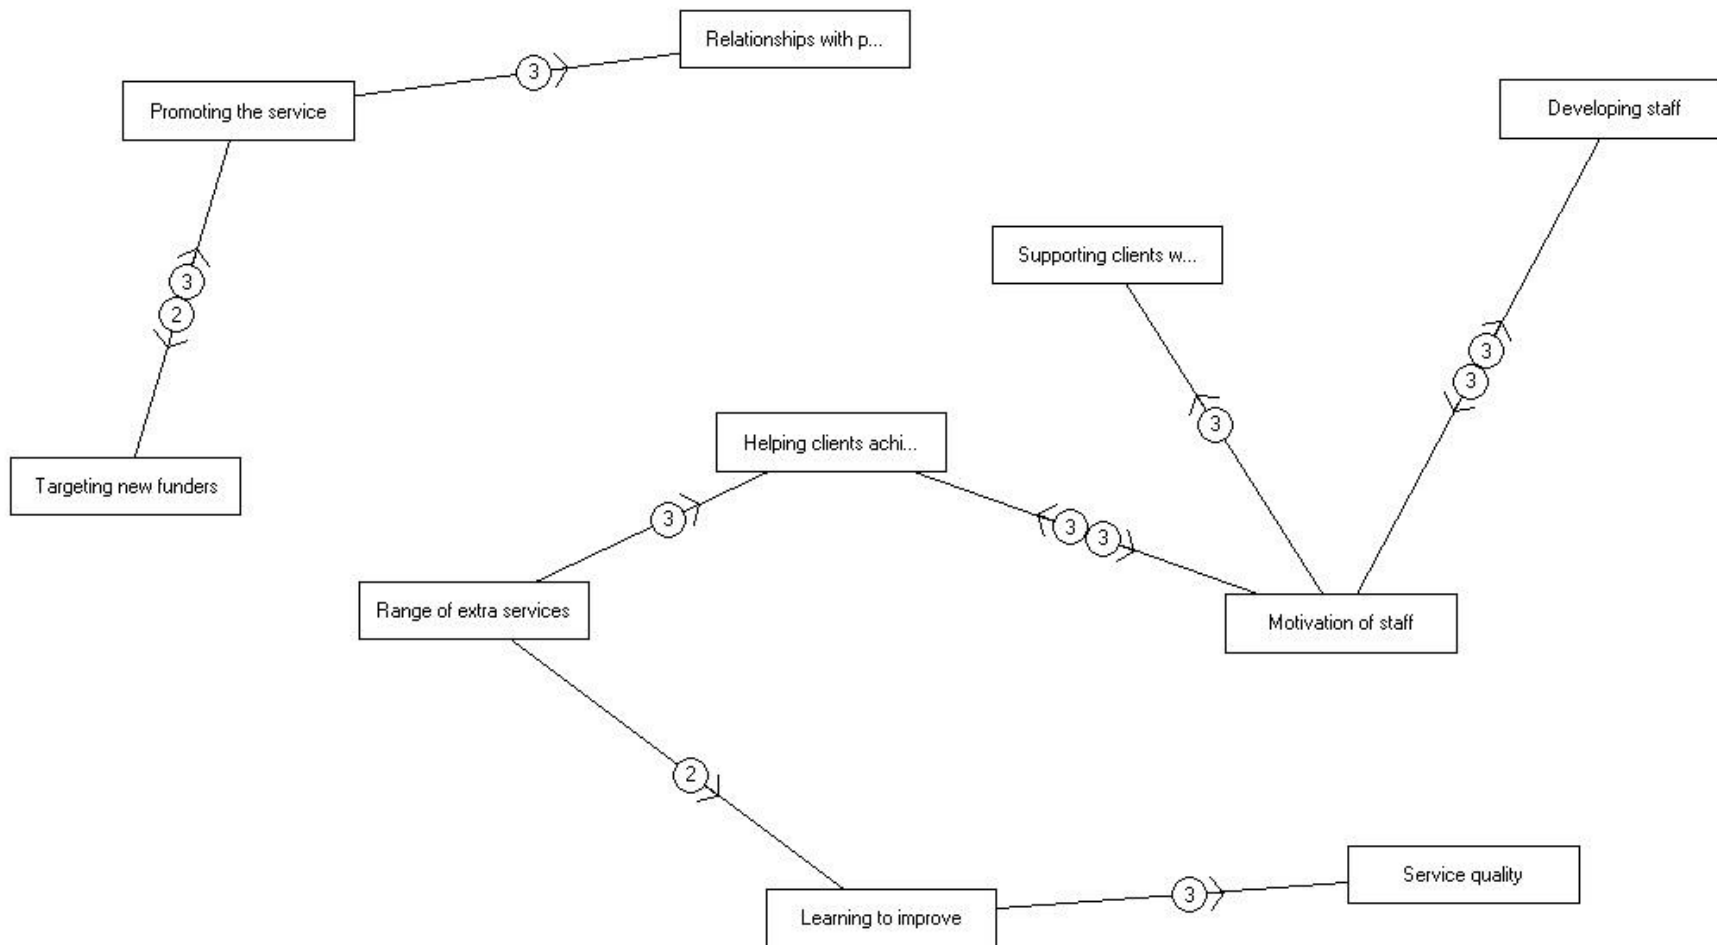 Relationships with p...
3
Promoting the service
Developing staff
Supporting clients w...
3
2
3
3
3
Helping clients achi...
Targeting new funders
3
3
3
Range of extra services
Motivation of staff
2
Service quality
3
Learning to improve